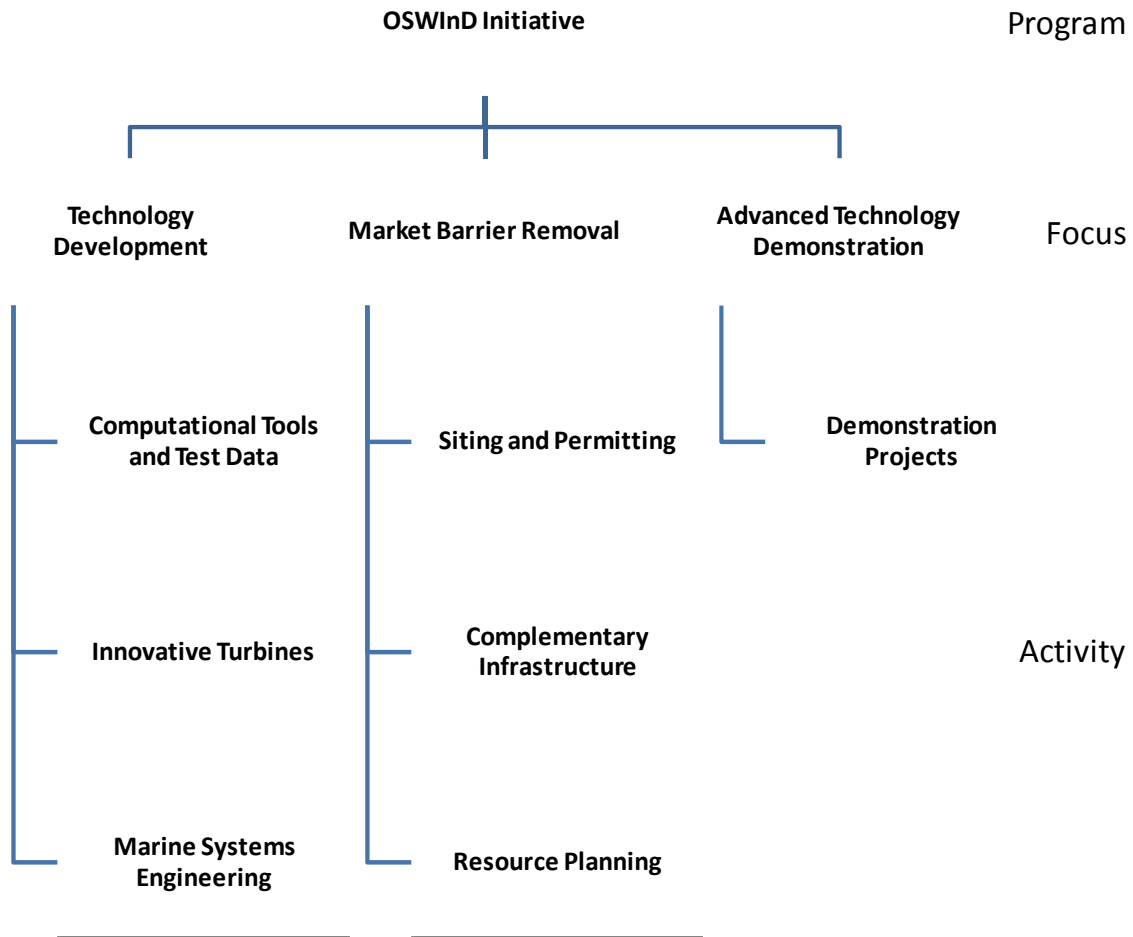 OSWInD Initiative
Program
Technology
Development
Market Barrier Removal
Advanced Technology
Demonstration
Focus
Computational Tools
and Test Data
Siting and Permitting
Demonstration
Projects
Innovative Turbines
Complementary
Infrastructure
Activity
Marine Systems
Engineering
Resource Planning